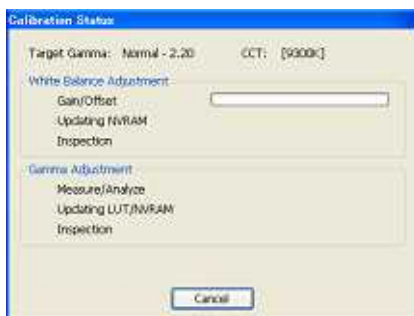 Calibration Status
Target Gamma: Normal - 2.20 CCT: [9300K]
White Balance Adjustment
Gain/Offset
Updating NVRAM
Inspection
Gamma Adjustment
Measure/Analyze
Updating LUT/NVRAM
Inspection
Cancel